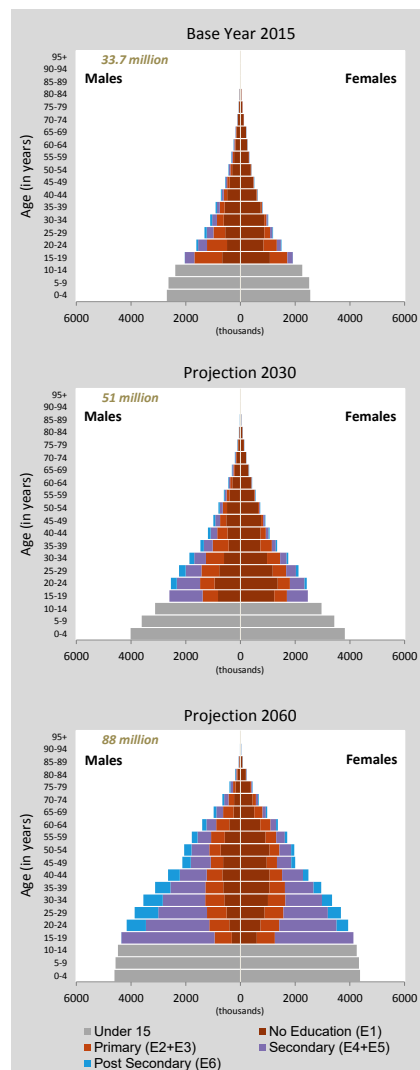 Base Year 2015
33.7 million
Males Females
Age (in years)
95+
90-94
85-89
80-84
75-79
70-74
65-69
60-64
55-59
50-54
45-49
40-44
35-39
30-34
25-29
20-24
15-19
10-14
5-9
0-4
6000 4000 2000 0 2000 4000 6000
(thousands)
Projection 2030
51 million
Males Females
Age (in years)
95+
90-94
85-89
80-84
75-79
70-74
65-69
60-64
55-59
50-54
45-49
40-44
35-39
30-34
25-29
20-24
15-19
10-14
5-9
0-4
6000 4000 2000 0 2000 4000 6000
(thousands)
Projection 2060
88 million
Males Females
Age (in years)
95+
90-94
85-89
80-84
75-79
70-74
65-69
60-64
55-59
50-54
45-49
40-44
35-39
30-34
25-29
20-24
15-19
10-14
5-9
0-4
6000 4000 2000 0 2000 4000 6000
(thousands)
Under 15 No Education (E1)
Primary (E2+E3) Secondary (E4+E5)
Post Secondary (E6)